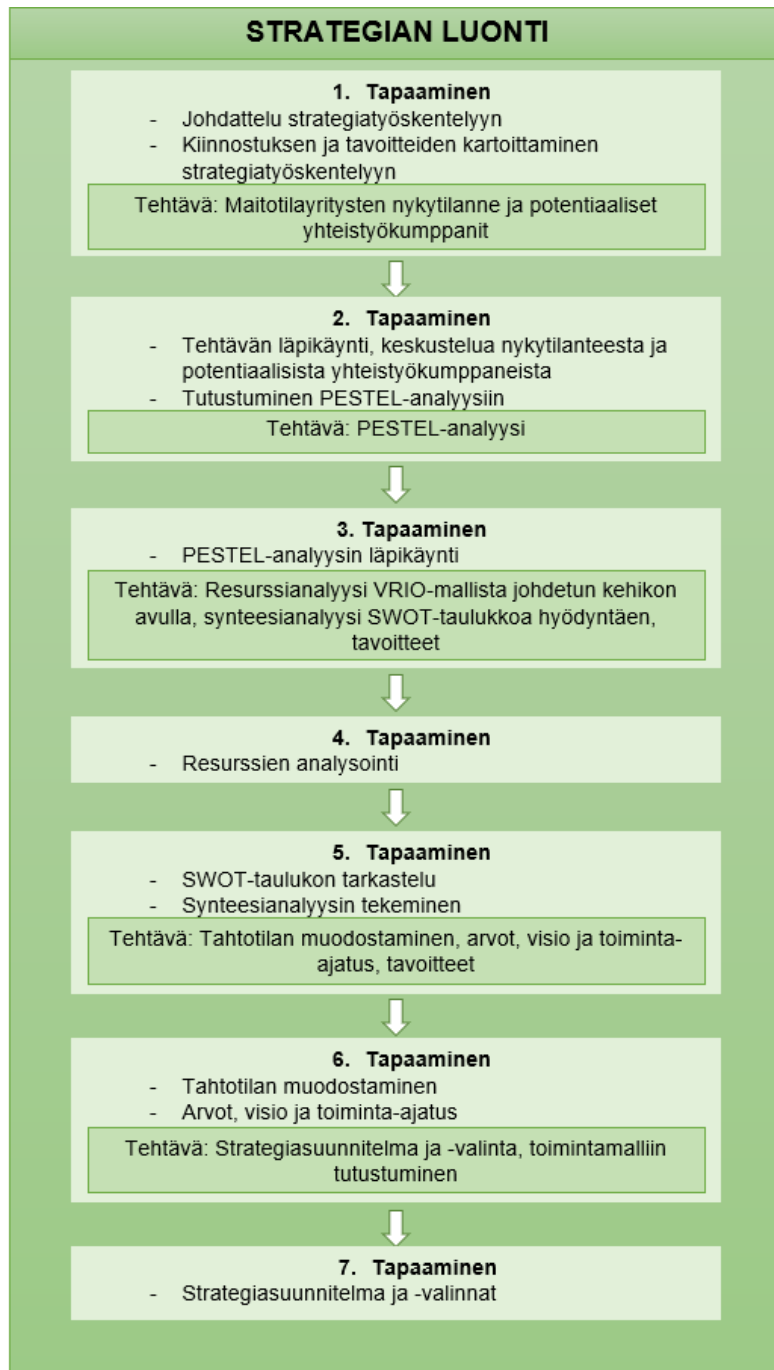 STRATEGIAN LUONTI
1. Tapaaminen
- Johdattelu strategiatyöskentelyyn
- Kiinnostuksen ja tavoitteiden kartoittaminen
strategiatyöskentelyyn
Tehtävä: Maitotilayritysten nykytilanne ja potentiaaliset
yhteistyökumppanit
2. Tapaaminen
- Tehtävän läpikäynti, keskustelua nykytilanteesta ja
potentiaalisista yhteistyökumppaneista
- Tutustuminen PESTEL-analyysiin
Tehtävä: PESTEL-analyysi
3. Tapaaminen
- PESTEL-analyysin läpikäynti
Tehtävä: Resurssianalyysi VRIO-mallista johdetun kehikon
avulla, synteesianalyysi SWOT-taulukkoa hyödyntäen,
tavoitteet
4. Tapaaminen
- Resurssien analysointi
5. Tapaaminen
- SWOT-taulukon tarkastelu
- Synteesianalyysin tekeminen
Tehtävä: Tahtotilan muodostaminen, arvot, visio ja toiminta-
ajatus, tavoitteet
6. Tapaaminen
- Tahtotilan muodostaminen
- Arvot, visio ja toiminta-ajatus
Tehtävä: Strategiasuunnitelma ja -valinta, toimintamalliin
tutustuminen
7. Tapaaminen
- Strategiasuunnitelma ja -valinnat